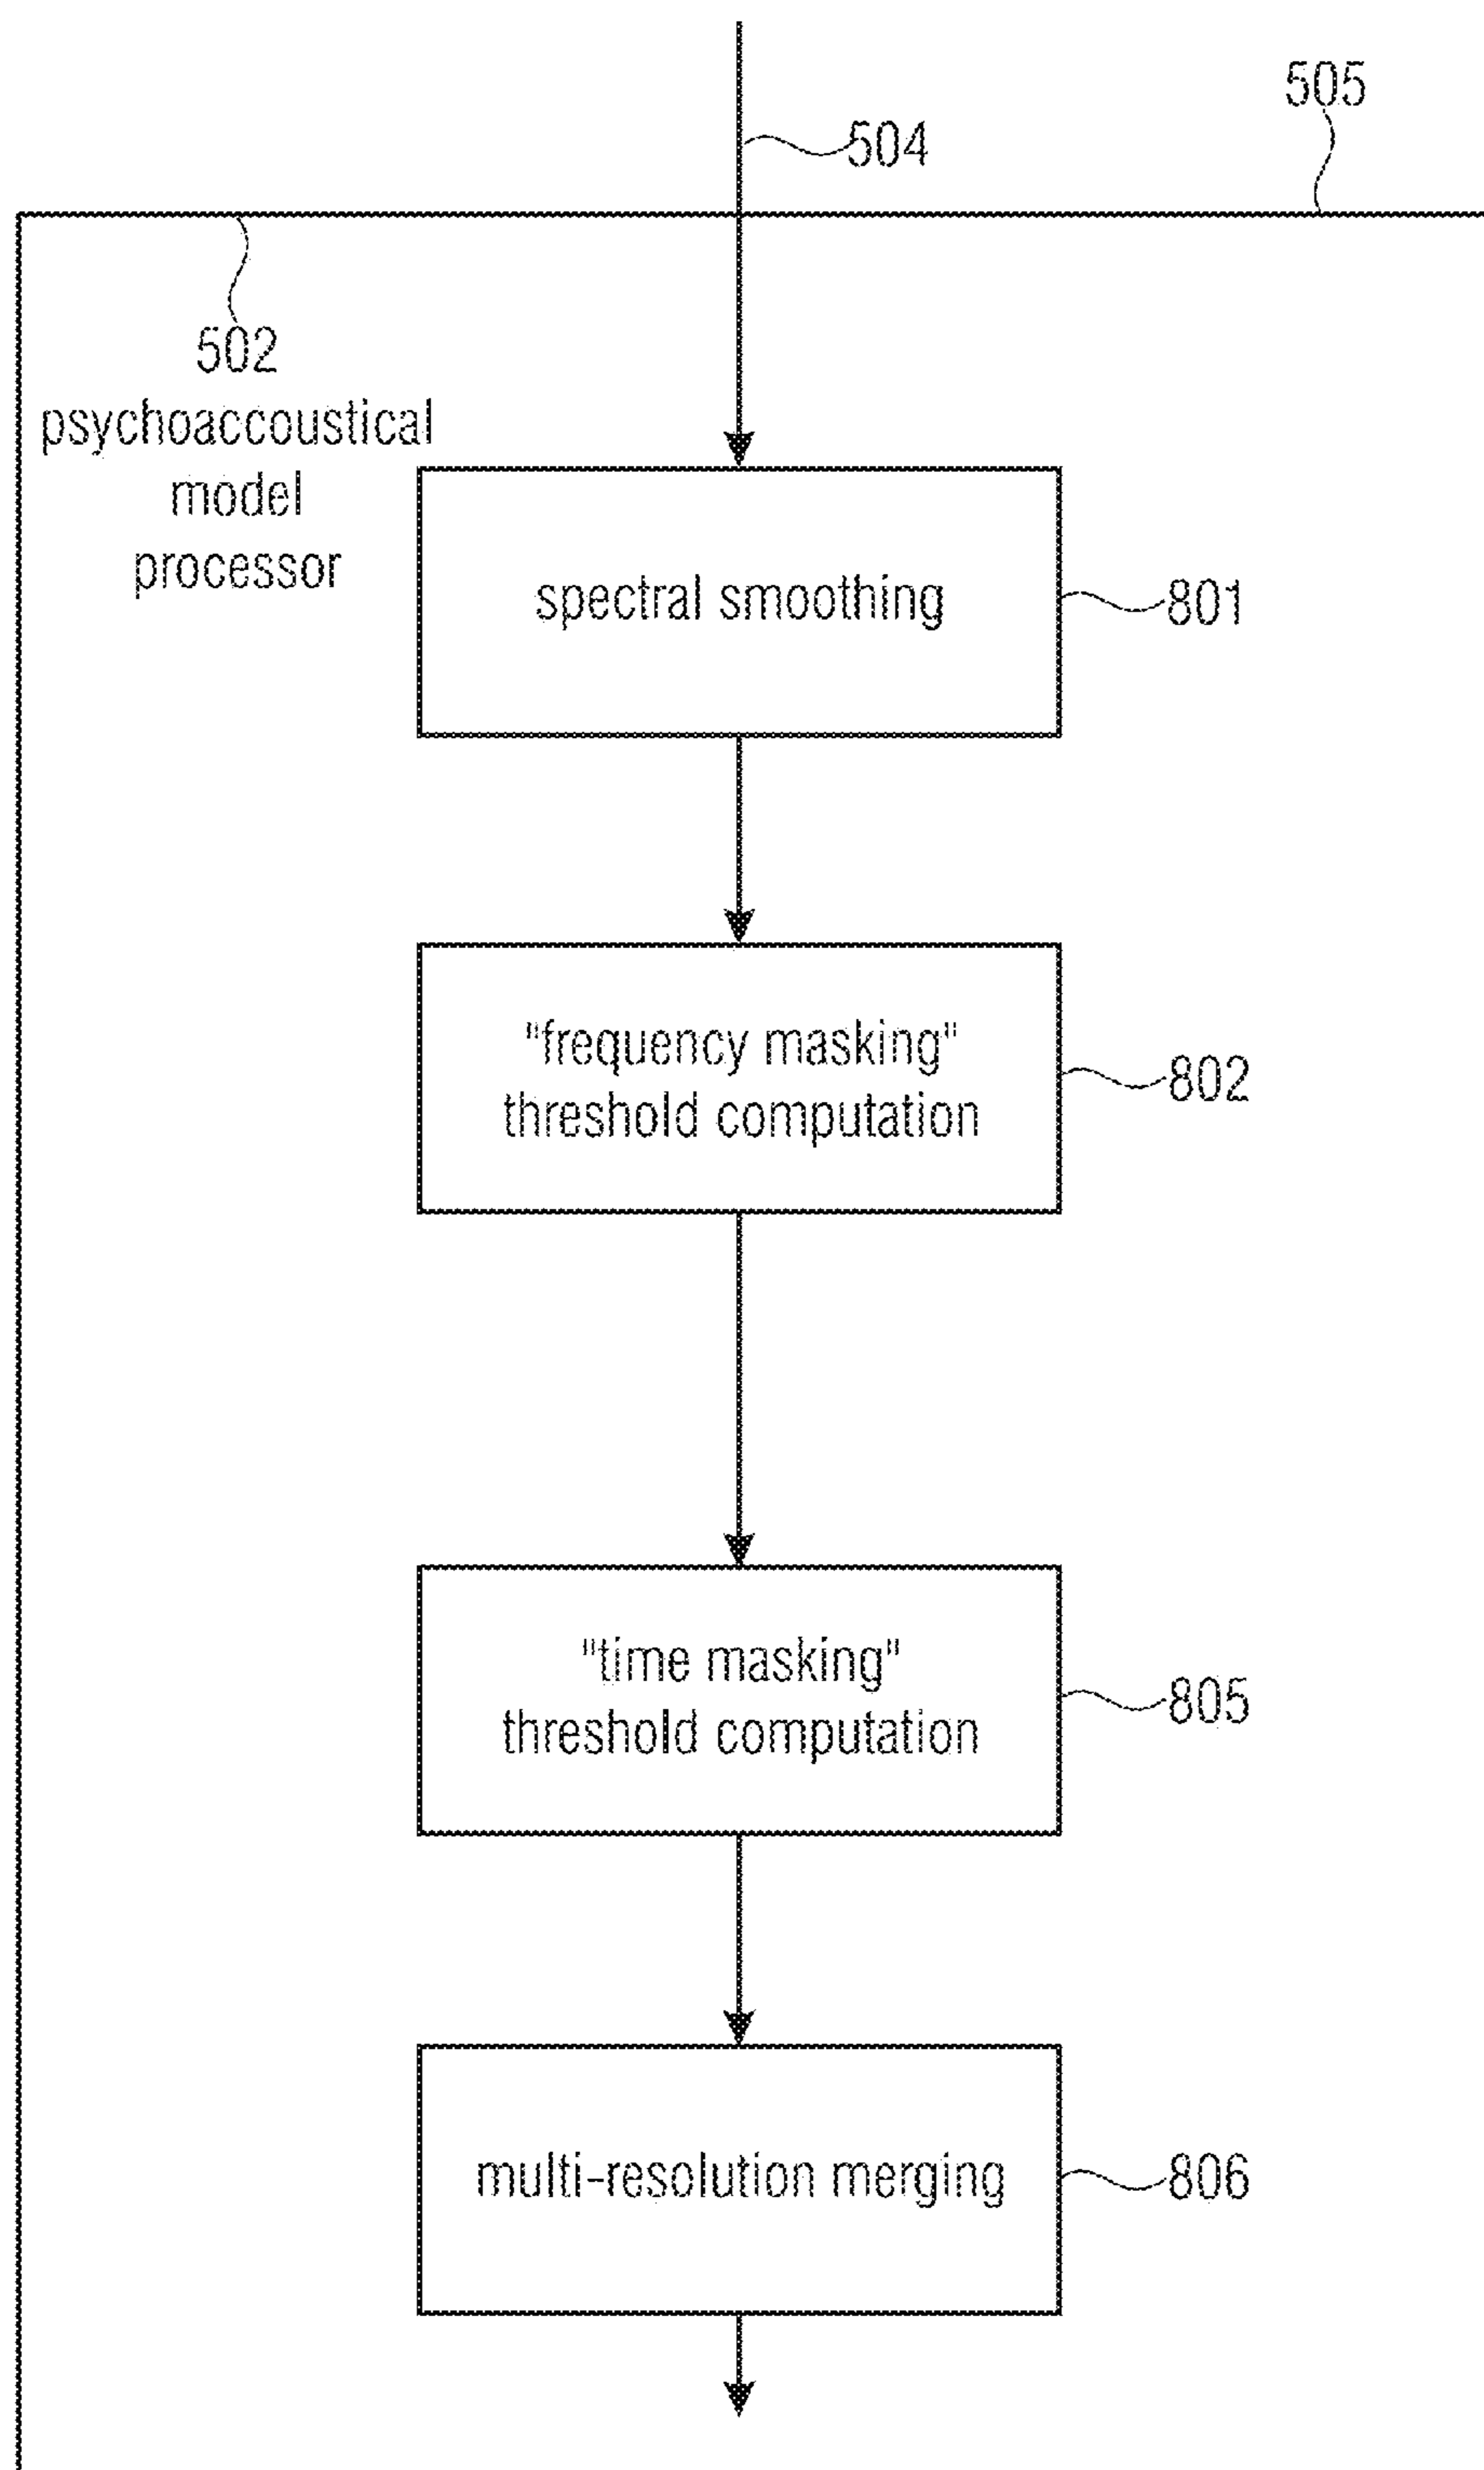 505
504
502
psychoaccoustical
model
processor
spectral smoothing
801
"frequency masking"
threshold computation
802
"time masking"
threshold computation
805
multi-resolution merging
806